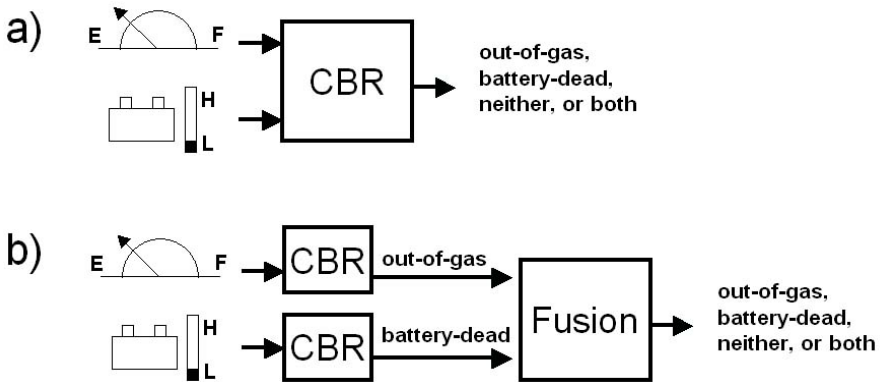 a)
E F
H
L
CBR
out-of-gas,
battery-dead,
neither, or both
b)
E F
H
L
CBR
out-of-gas
CBR
battery-dead
Fusion
out-of-gas,
battery-dead,
neither, or both